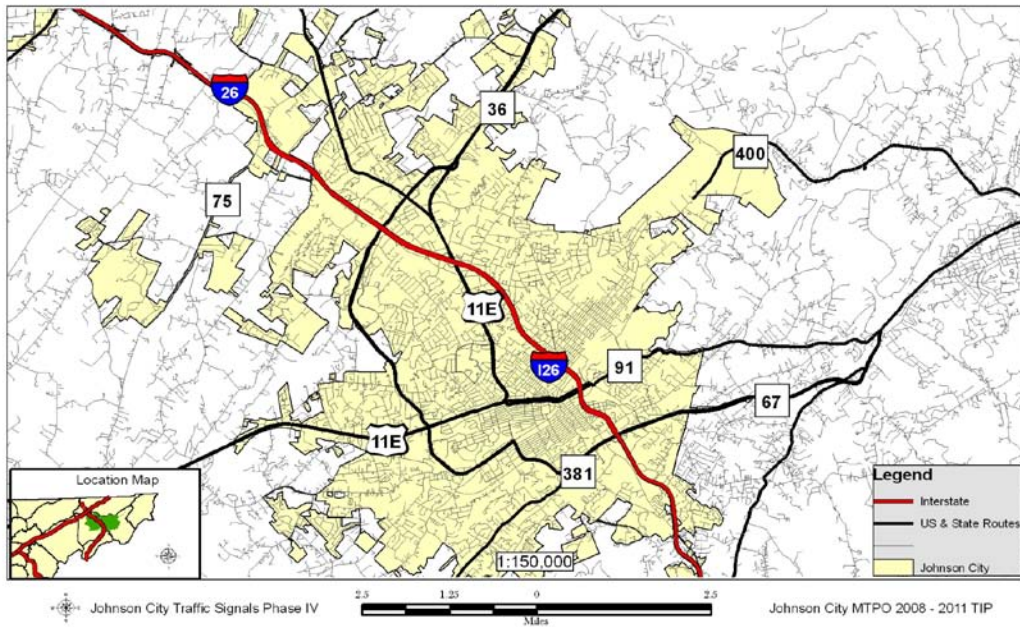 26
36
400
75
11E
I26
91
67
11E
381
Location Map
1:150,000
Legend
Interstate
US & State Routes
Johnson City
Johnson City Traffic Signals Phase IV
2.5 1.25 0 2.5
Miles
Johnson City MTPO 2008 - 2011 TIP